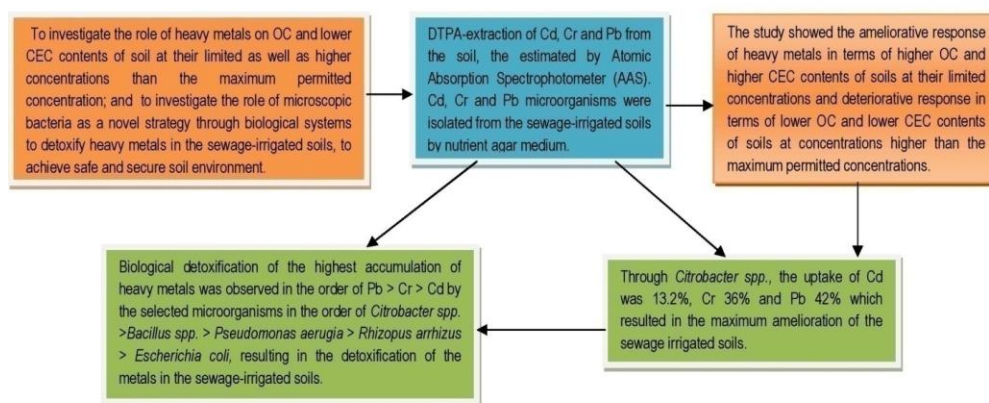 To investigate the role of heavy metals on OC and lower
CEC contents of soil at their limited as well as higher
concentrations than the maximum permitted
concentration; and to investigate the role of microscopic
bacteria as a novel strategy through biological systems
to detoxify heavy metals in the sewage-irrigated soils, to
achieve safe and secure soil environment.
DTPA-extraction of Cd, Cr and Pb from
the soil, the estimated by Atomic
Absorption Spectrophotometer (AAS).
Cd, Cr and Pb microorganisms were
isolated from the sewage-irrigated soils
by nutrient agar medium.
The study showed the ameliorative response
of heavy metals in terms of higher OC and
higher CEC contents of soils at their limited
concentrations and deteriorative response in
terms of lower OC and lower CEC contents
of soils at concentrations higher than the
maximum permitted concentrations.
Biological detoxification of the highest accumulation of
heavy metals was observed in the order of Pb > Cr > Cd by
the selected microorganisms in the order of Citrobacter spp.
>Bacillus spp. > Pseudomonas aerugia > Rhizopus arrhizus
> Escherichia coli, resulting in the detoxification of the
metals in the sewage-irrigated soils.
Through Citrobacter spp., the uptake of Cd
was 13.2%, Cr 36% and Pb 42% which
resulted in the maximum amelioration of the
sewage irrigated soils.